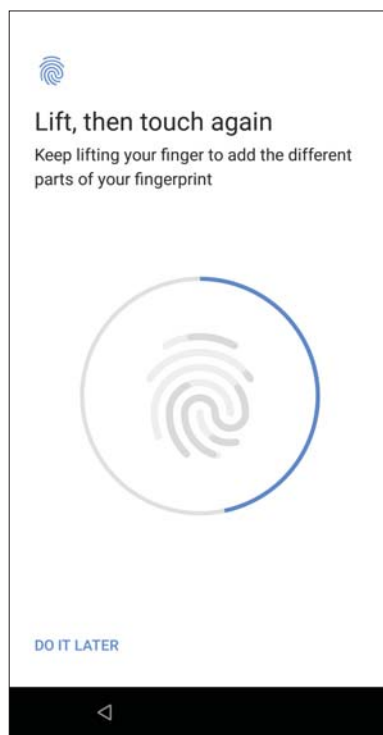 Lift, then touch again
Keep lifting your finger to add the different
parts of your fingerprint
DO IT LATER